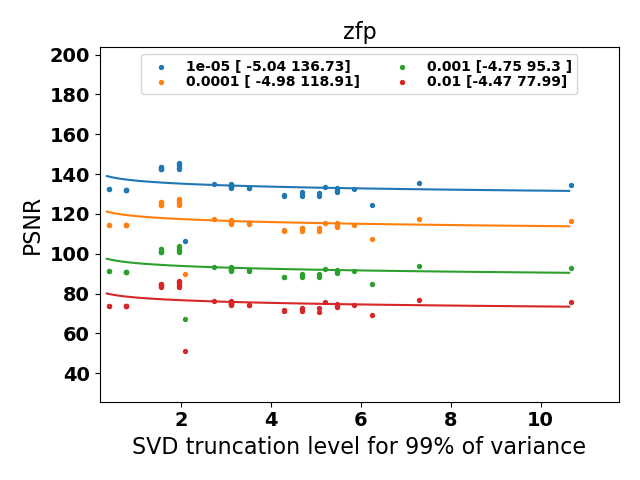 zfp
1e-05 [ -5.04 136.73]
0.0001 [ -4.98 118.91]
0.001 [-4.75 95.3 ]
0.01 [-4.47 77.99]
200
180
160
140
120
100
80
60
40
PSNR
2 4 6 8 10
SVD truncation level for 99% of variance